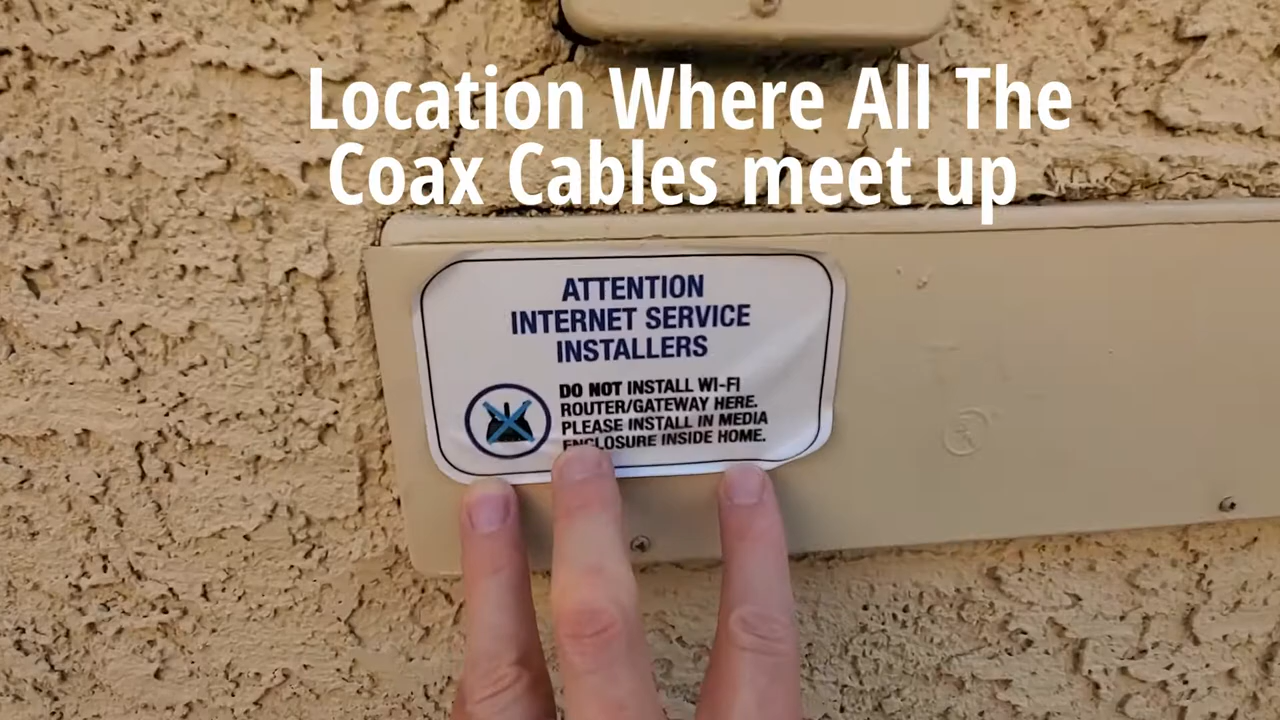 Location Where All The
Coax Cables meet up
ATTENTION
INTERNET SERVICE
INSTALLERS
DO NOT INSTALL WI-FI
ROUTER/GATEWAY HERE.
PLEASE INSTALL IN MEDIA
ENCLOSURE INSIDE HOME.